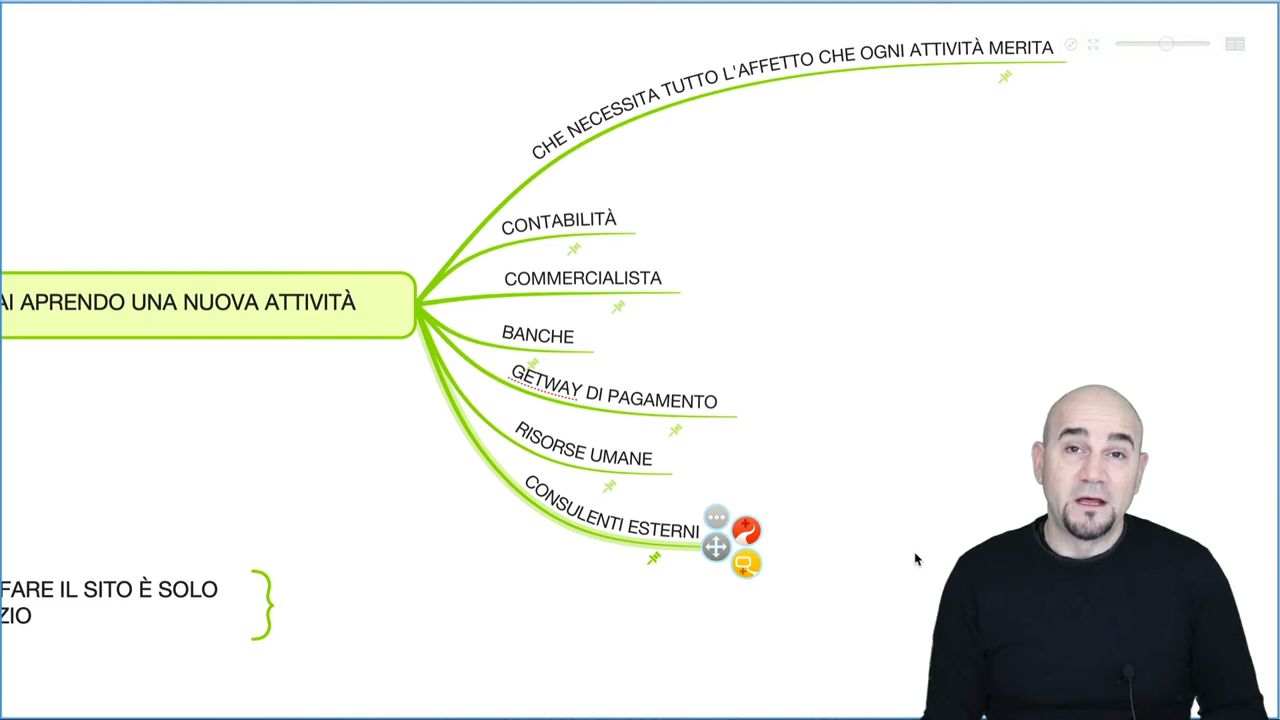 CHE NECESSITA TUTTO L'AFFETTO CHE OGNI ATTIVITÀ MERITA
CONTABILITÀ
COMMERCIALISTA
AI APRENDO UNA NUOVA ATTIVITÀ
BANCHE
GETWAY DI PAGAMENTO
RISORSE UMANE
CONSULENTI ESTERNI
FARE IL SITO È SOLO
ZIO